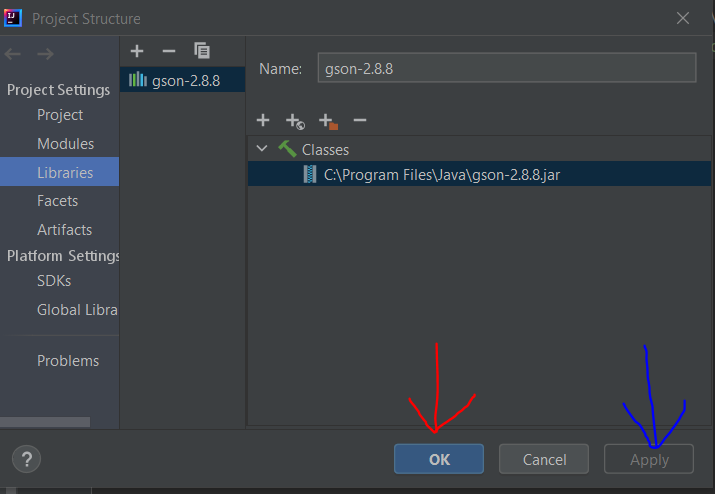 Project Structure
Project Settings
Project
Modules
Libraries
Facets
Artifacts
Platform Settings
SDKs
Global Libra
Problems
gson-2.8.8
Name: gson-2.8.8
Classes
C:\Program Files\Java\gson-2.8.8.jar
? OK Cancel Apply